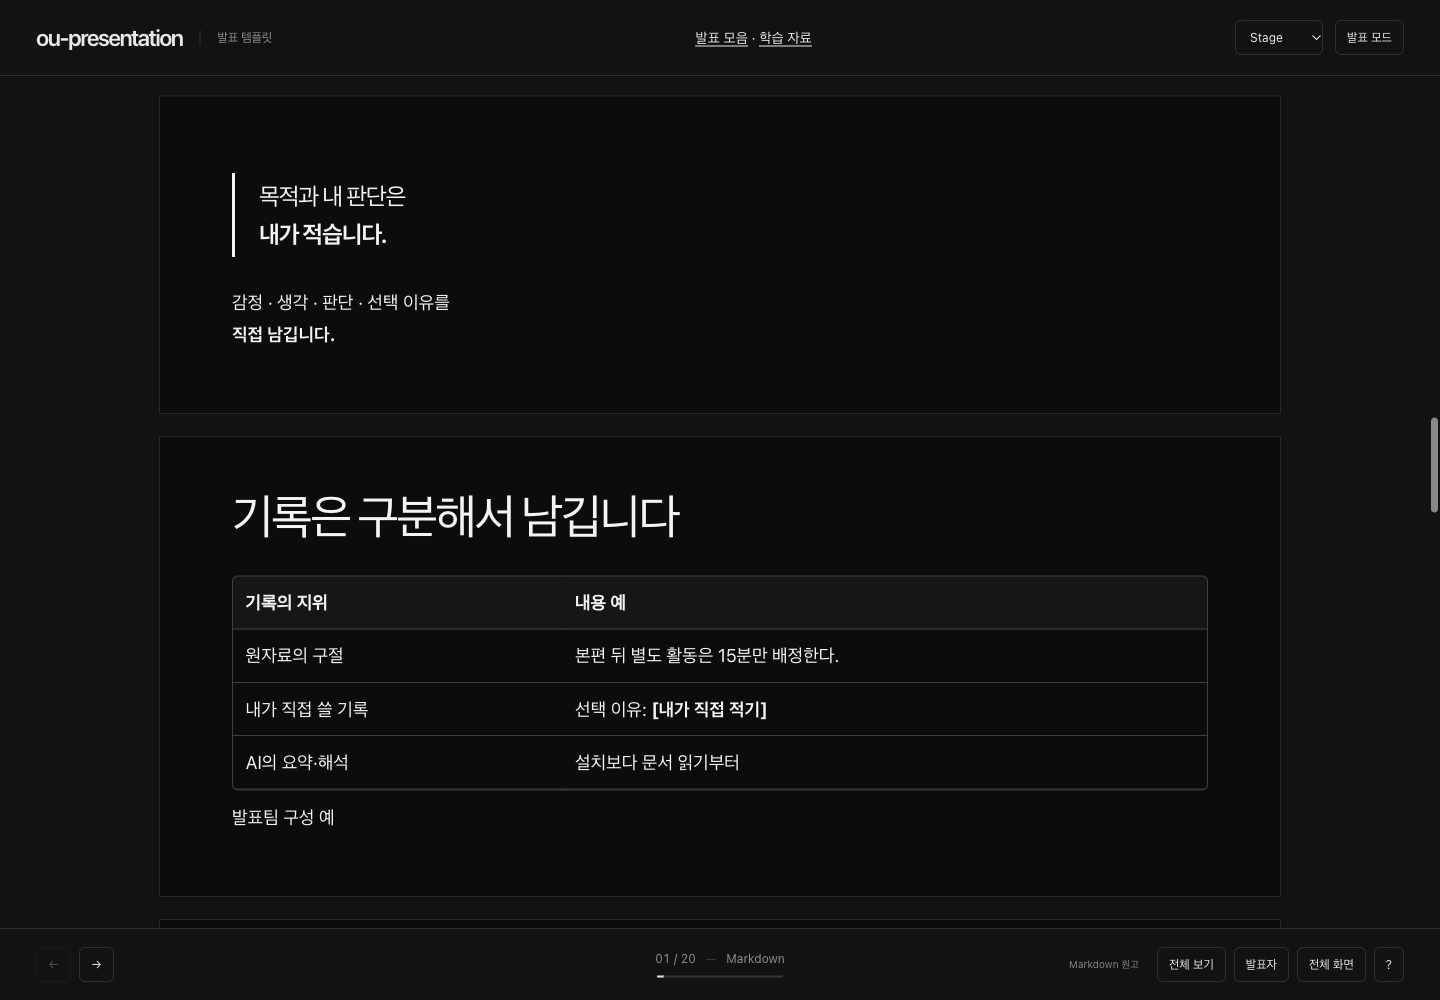 ou-presentation
발표 템플릿
발표 모음 · 학습 자료
Stage
발표 모드
목적과 내 판단은
내가 적습니다.
감정 · 생각 · 판단 · 선택 이유를
직접 남깁니다.
기록은 구분해서 남깁니다
기록의 지위 내용 예
원자료의 구절 본편 뒤 별도 활동은 15분만 배정한다.
내가 직접 쓸 기록 선택 이유: [내가 직접 적기]
AI의 요약·해석 설치보다 문서 읽기부터
발표팀 구성 예
← →
01 / 20 — Markdown
Markdown 원고
전체 보기
발표자
전체 화면
?